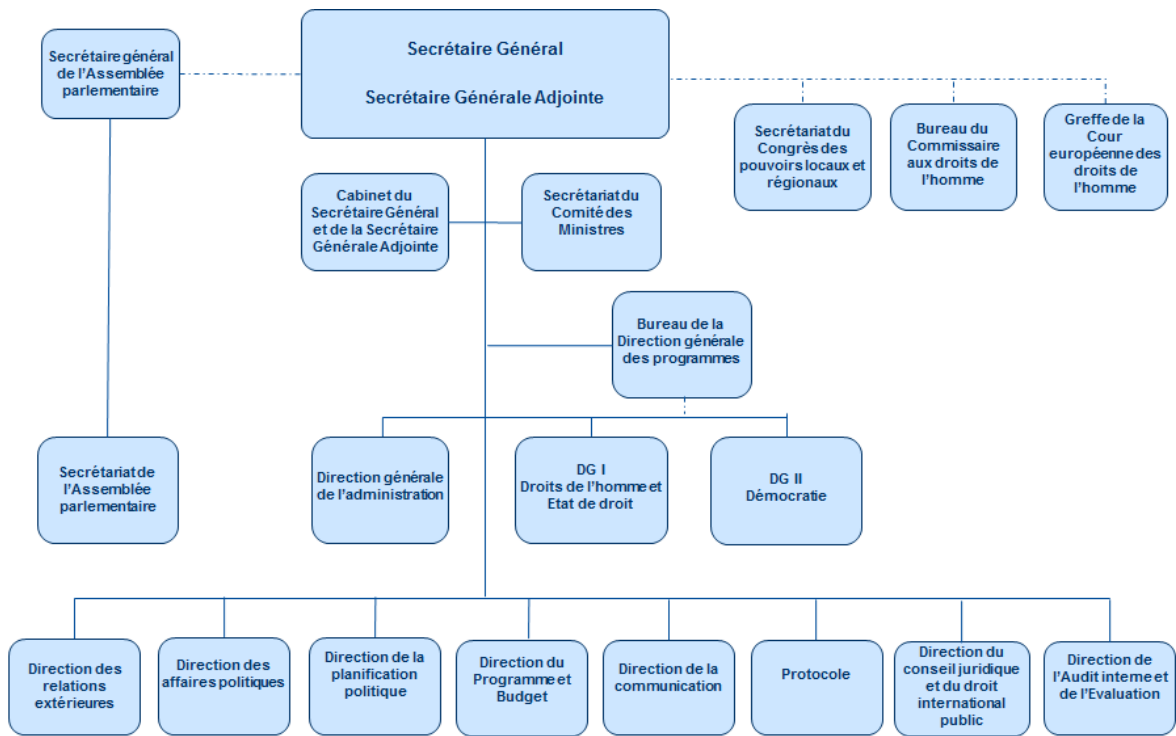 Secrétaire général
de l'Assemblée
parlementaire
Secrétaire Général
Secrétaire Générale Adjointe
Secrétariat du
Congrès des
pouvoirs locaux et
régionaux
Bureau du
Commissaire
aux droits de
l'homme
Greffe de la
Cour
européenne des
droits de
l'homme
Cabinet du
Secrétaire Général
et de la Secrétaire
Générale Adjointe
Secrétariat du
Comité des
Ministres
Bureau de la
Direction générale
des programmes
Secrétariat de
l'Assemblée
parlementaire
Direction générale
de l'administration
DG I
Droits de l'homme et
Etat de droit
DG II
Démocratie
Direction des
relations
extérieures
Direction des
affaires politiques
Direction de la
planification
politique
Direction du
Programme et
Budget
Direction de la
communication
Protocole
Direction du
conseil juridique
et du droit
international
public
Direction de
l'Audit interne et
de l'Evaluation